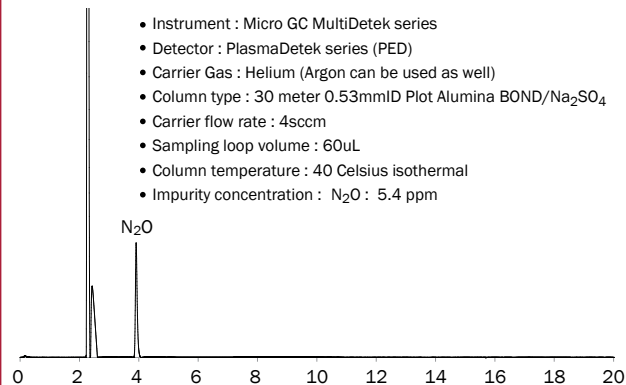 • Instrument : Micro GC MultiDetek series
• Detector : PlasmaDetek series (PED)
• Carrier Gas : Helium (Argon can be used as well)
• Column type : 30 meter 0.53mmID Plot Alumina BOND/Na₂SO₄
• Carrier flow rate : 4sccm
• Sampling loop volume : 60uL
• Column temperature : 40 Celsius isothermal
• Impurity concentration : N₂O : 5.4 ppm
N₂O
0 2 4 6 8 10 12 14 16 18 20